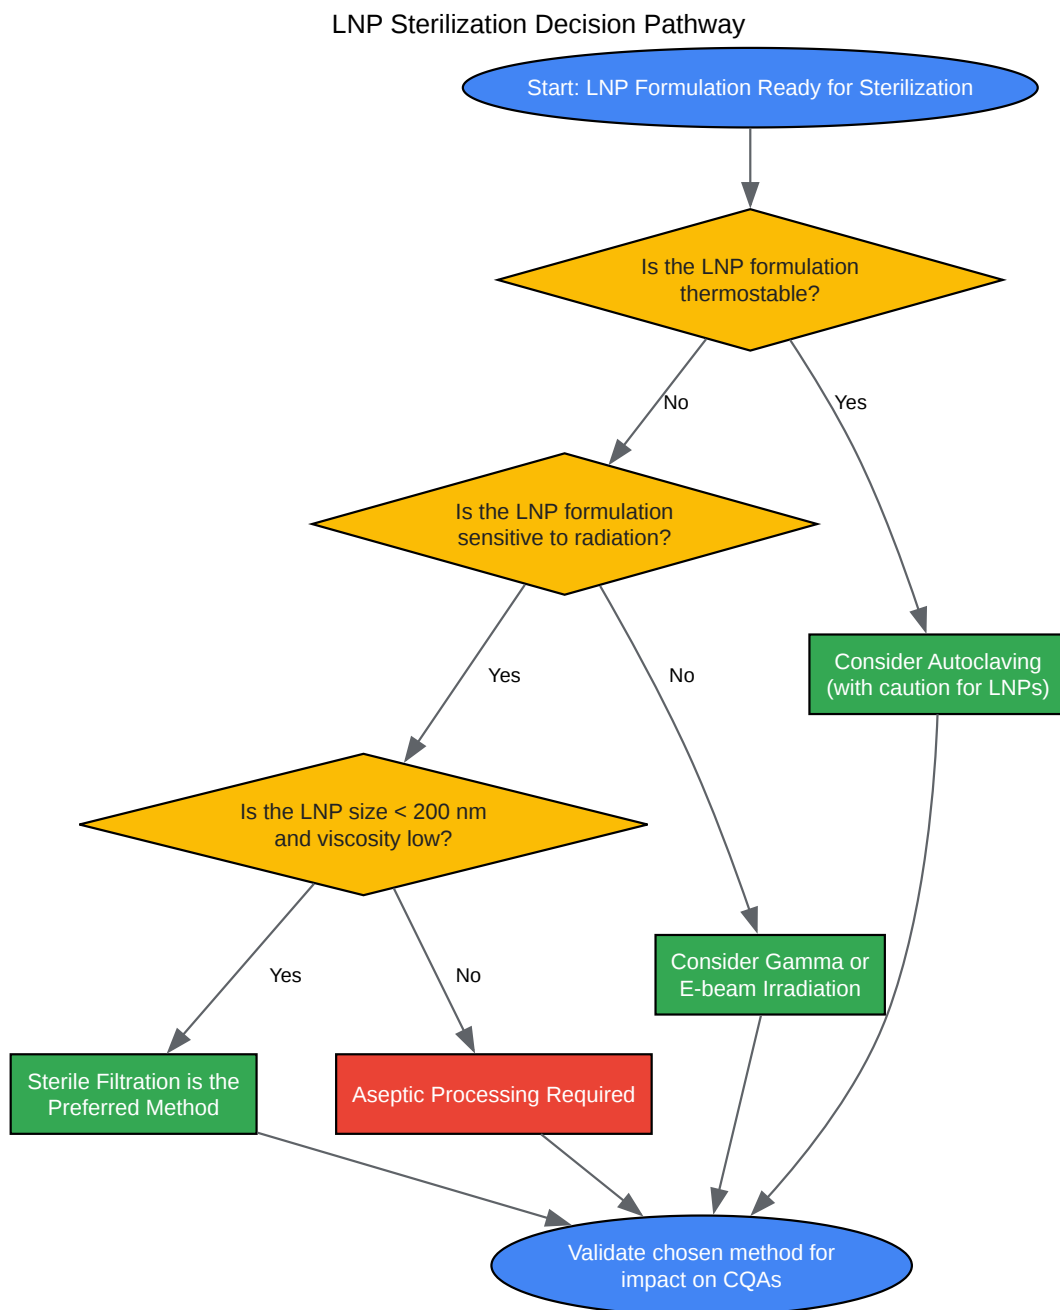 LNP Sterilization Decision Pathway
Start: LNP Formulation Ready for Sterilization
Is the LNP formulation
thermostable?
No
Yes
Is the LNP formulation
sensitive to radiation?
Consider Autoclaving
(with caution for LNPs)
Yes
No
Is the LNP size < 200 nm
and viscosity low?
Consider Gamma or
E-beam Irradiation
Yes
No
Sterile Filtration is the
Preferred Method
Aseptic Processing Required
Validate chosen method for
impact on CQAs